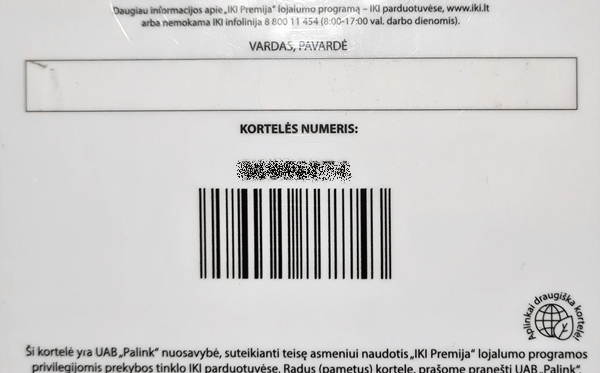 Daugiau informacijos apie „IKI Premija“ lojalumo programą – IKI parduotuvėse, www.iki.lt
arba nemokama IKI infolinija 8 800 11 454 (8:00-17:00 val. darbo dienomis).
VARDAS, PAVARDĖ
KORTELĖS NUMERIS:
Aplinkai draugiška kortelė!
Ši kortelė yra UAB „Palink“ nuosavybė, suteikianti teisę asmeniui naudotis „IKI Premija“ lojalumo programos
privilegijomis prekybos tinklo IKI parduotuvėse. Radus (pametus) kortelę, prašome pranešti UAB „Palink“